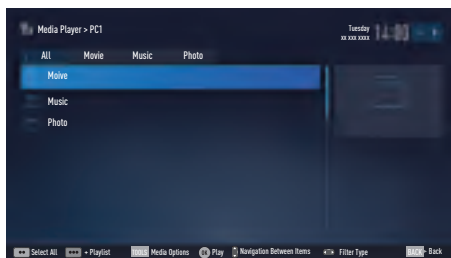 Media Player > PC1
Tuesday
xx xxx xxxx
14:00
All Movie Music Photo
Moive
Music
Photo
Select All + Playlist TOOLS Media Options OK Play Navigation Between Items Filter Type BACK Back